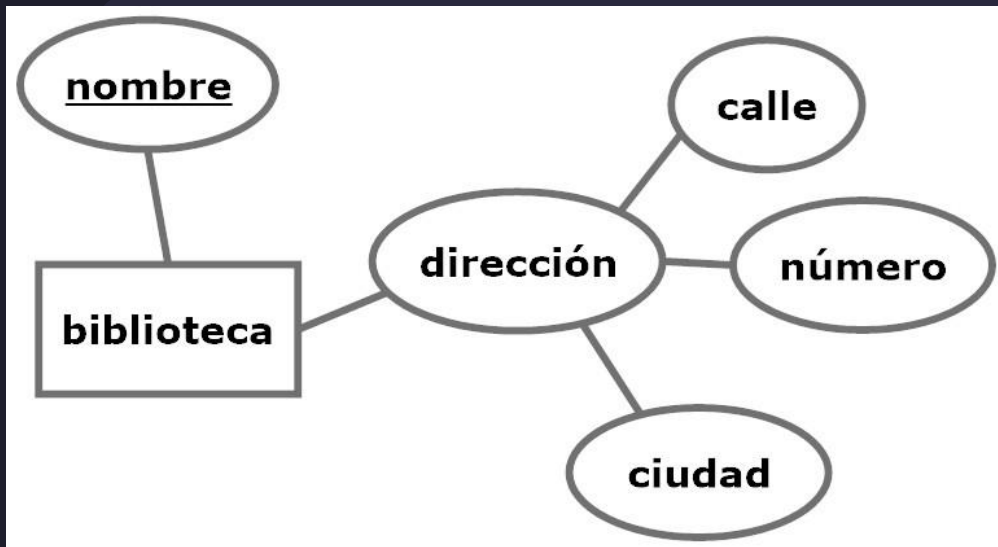 nombre
calle
dirección
número
biblioteca
ciudad